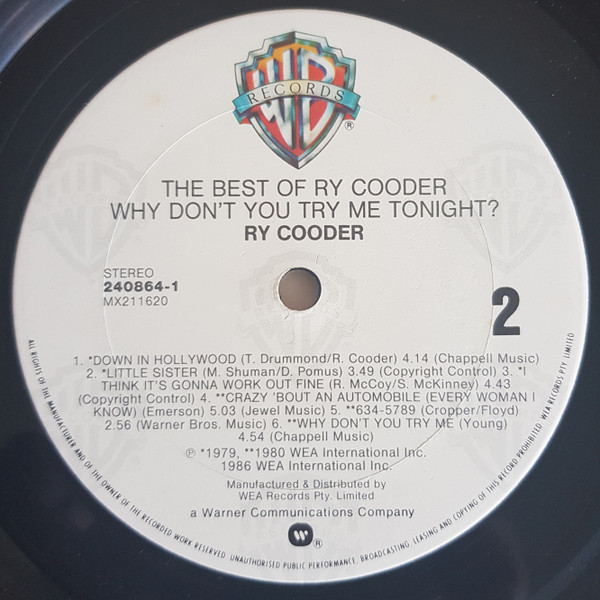 WB
RECORDS
®
THE BEST OF RY COODER
WHY DON'T YOU TRY ME TONIGHT?
RY COODER
STEREO
240864-1
MX211620
2
1. *DOWN IN HOLLYWOOD (T. Drummond/R. Cooder) 4.14 (Chappell Music)
2. *LITTLE SISTER (M. Shuman/D. Pomus) 3.49 (Copyright Control) 3. *I
THINK IT'S GONNA WORK OUT FINE (R. McCoy/S. McKinney) 4.43
(Copyright Control) 4. **CRAZY 'BOUT AN AUTOMOBILE (EVERY WOMAN I
KNOW) (Emerson) 5.03 (Jewel Music) 5. **634-5789 (Cropper/Floyd)
2:56 (Warner Bros. Music) 6. **WHY DON'T YOU TRY ME (Young)
4.54 (Chappell Music)
℗ *1979, **1980 WEA International Inc.
1986 WEA International Inc.
Manufactured & Distributed by
WEA Records Pty. Limited
a Warner Communications Company
W ®
ALL RIGHTS OF THE MANUFACTURER AND OF THE OWNER OF THE RECORDED WORK RESERVED. UNAUTHORISED PUBLIC PERFORMANCE, BROADCASTING, LEASING AND COPYING OF THIS RECORD PROHIBITED. WEA RECORDS PTY. LIMITED